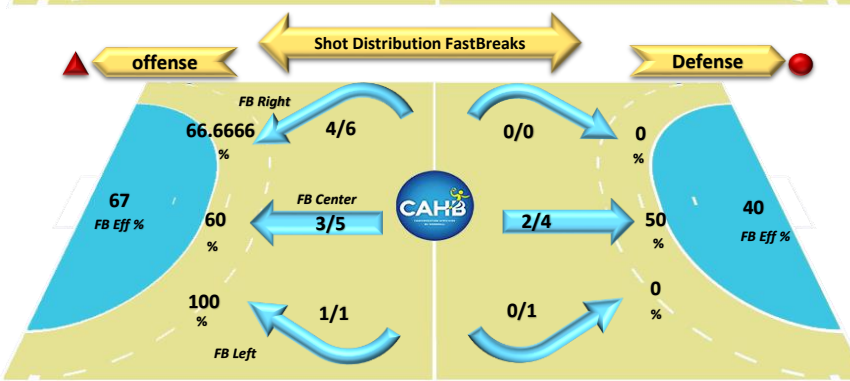 Shot Distribution FastBreaks
offense
Defense
FB Right
66.6666
%
4/6
0/0
0
%
67
FB Eff %
FB Center
60
%
3/5
CAHB
2/4
50
%
40
FB Eff %
100
%
1/1
0/1
0
%
FB Left